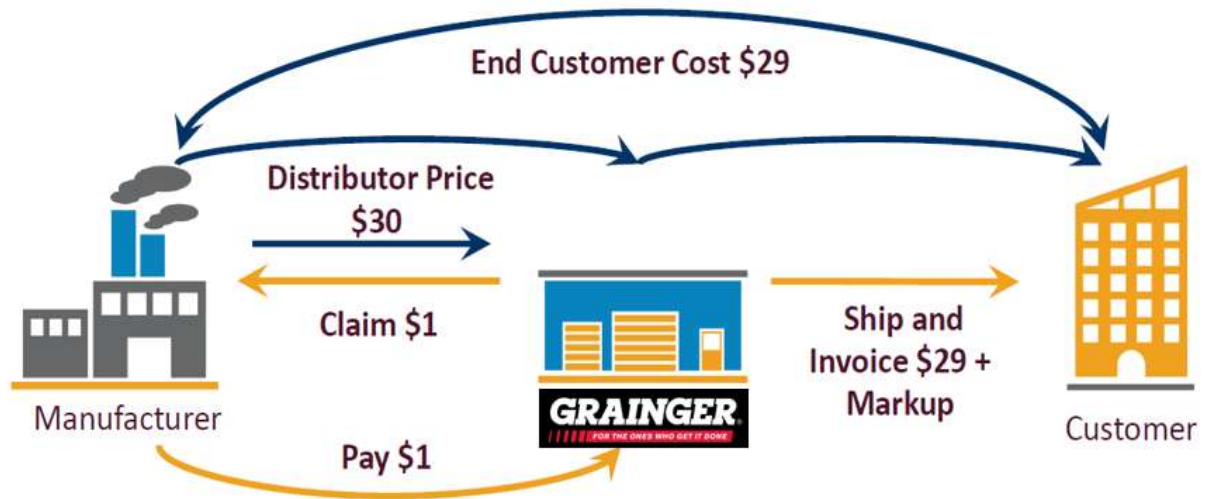 End Customer Cost $29
Distributor Price
$30
Claim $1
Ship and
Invoice $29 +
Markup
Manufacturer
GRAINGER®
FOR THE ONES WHO GET IT DONE
Customer
Pay $1